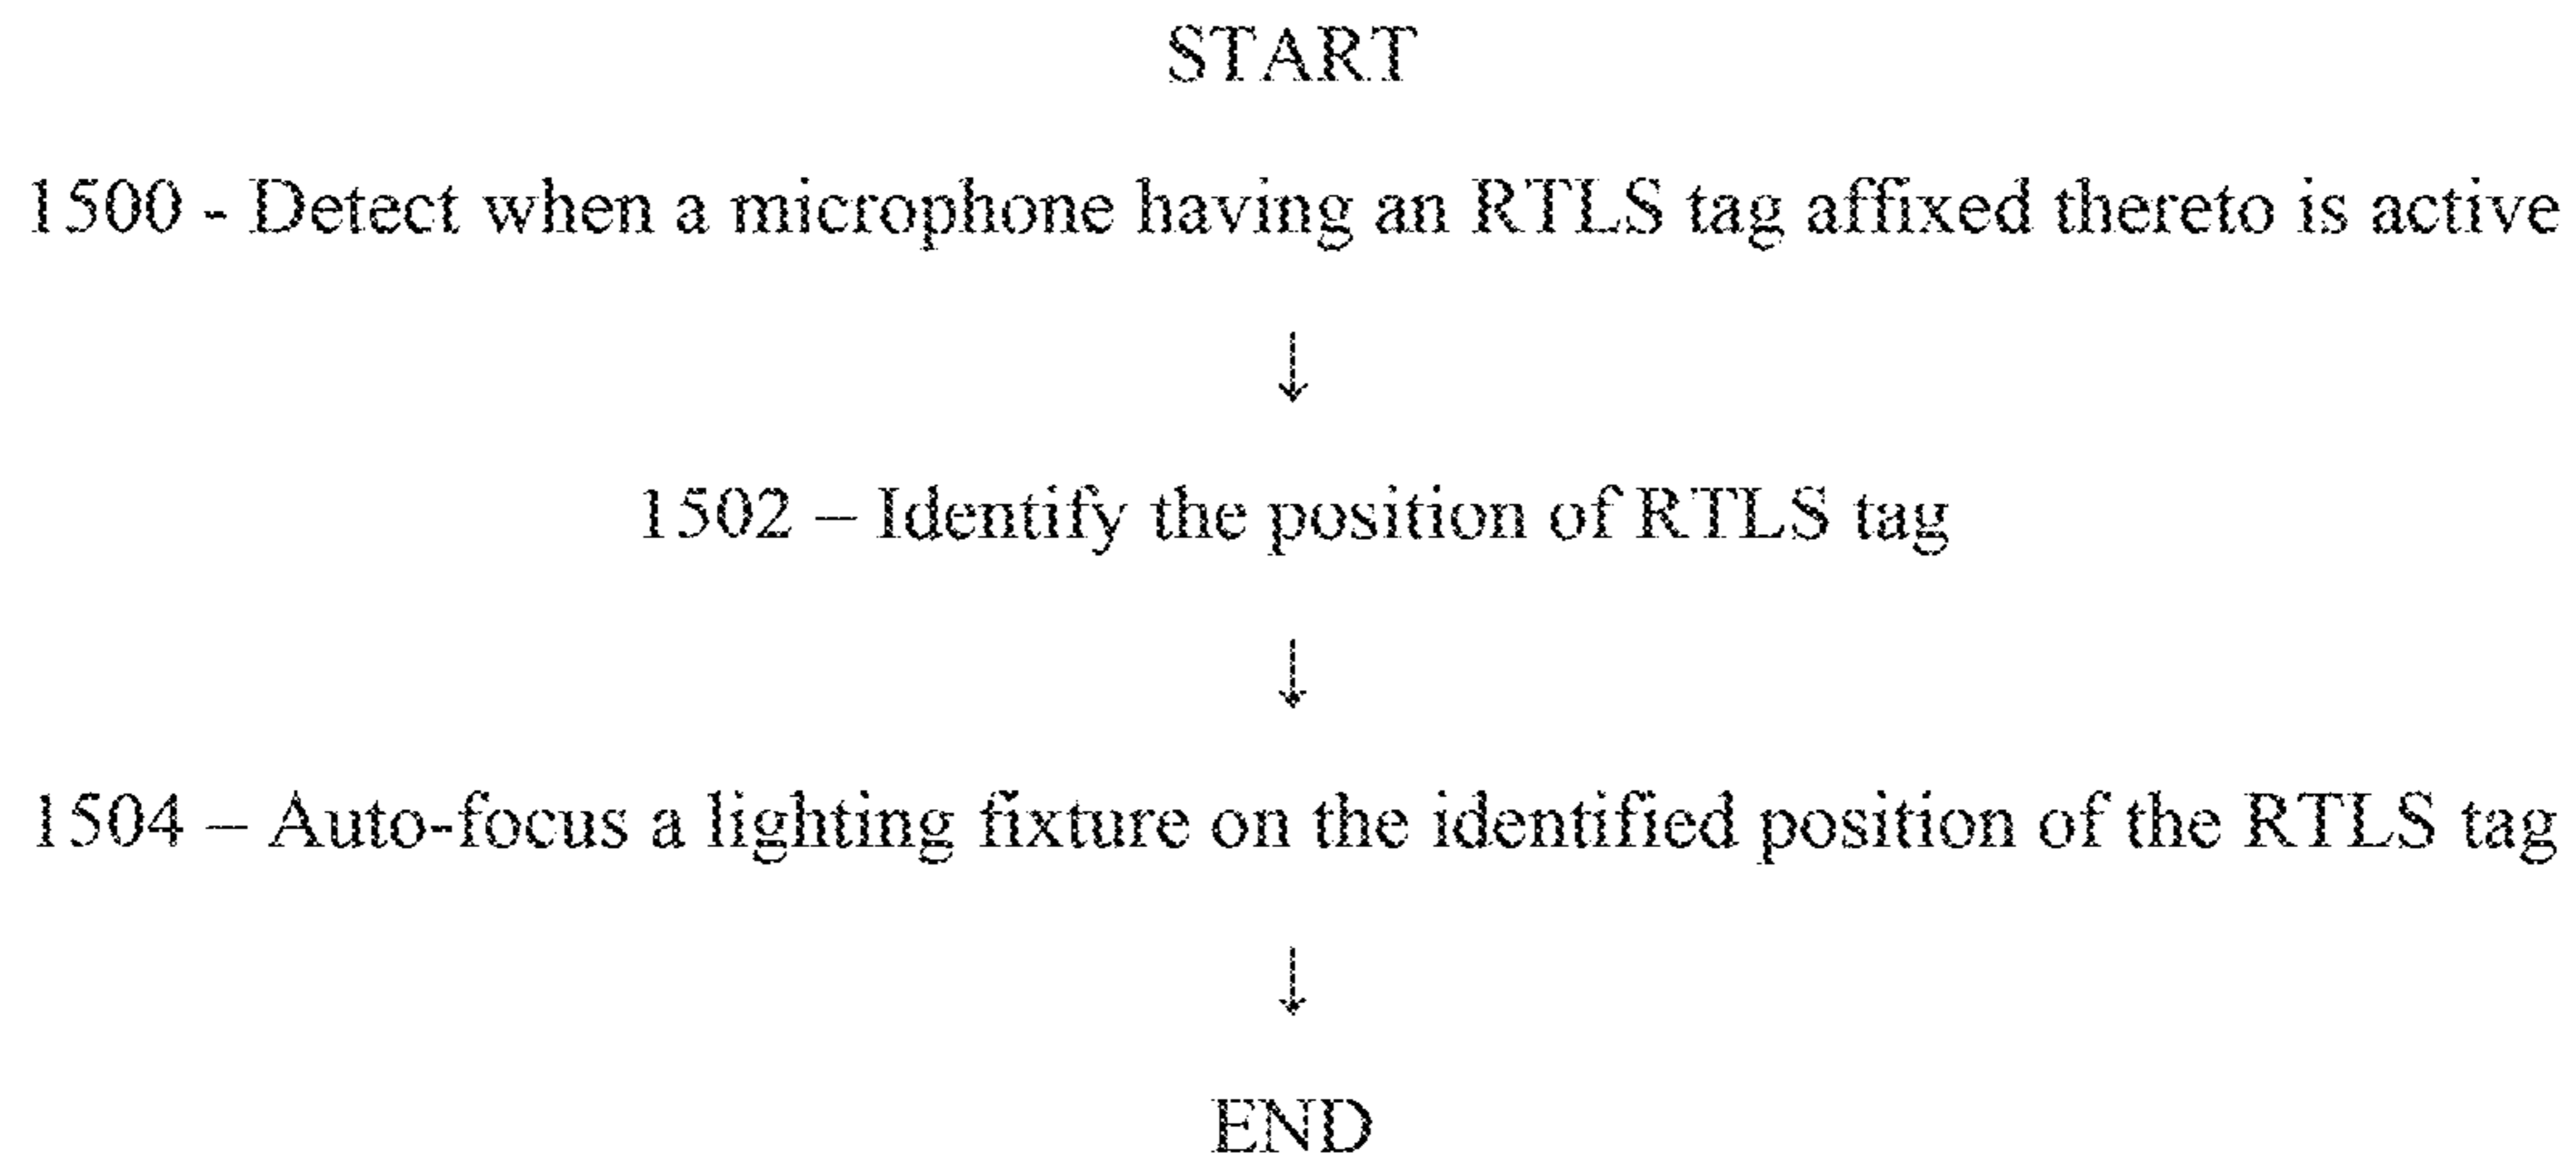 START
1500 - Detect when a microphone having an RTLS tag affixed thereto is active
↓
1502 – Identify the position of RTLS tag
↓
1504 – Auto-focus a lighting fixture on the identified position of the RTLS tag
↓
END